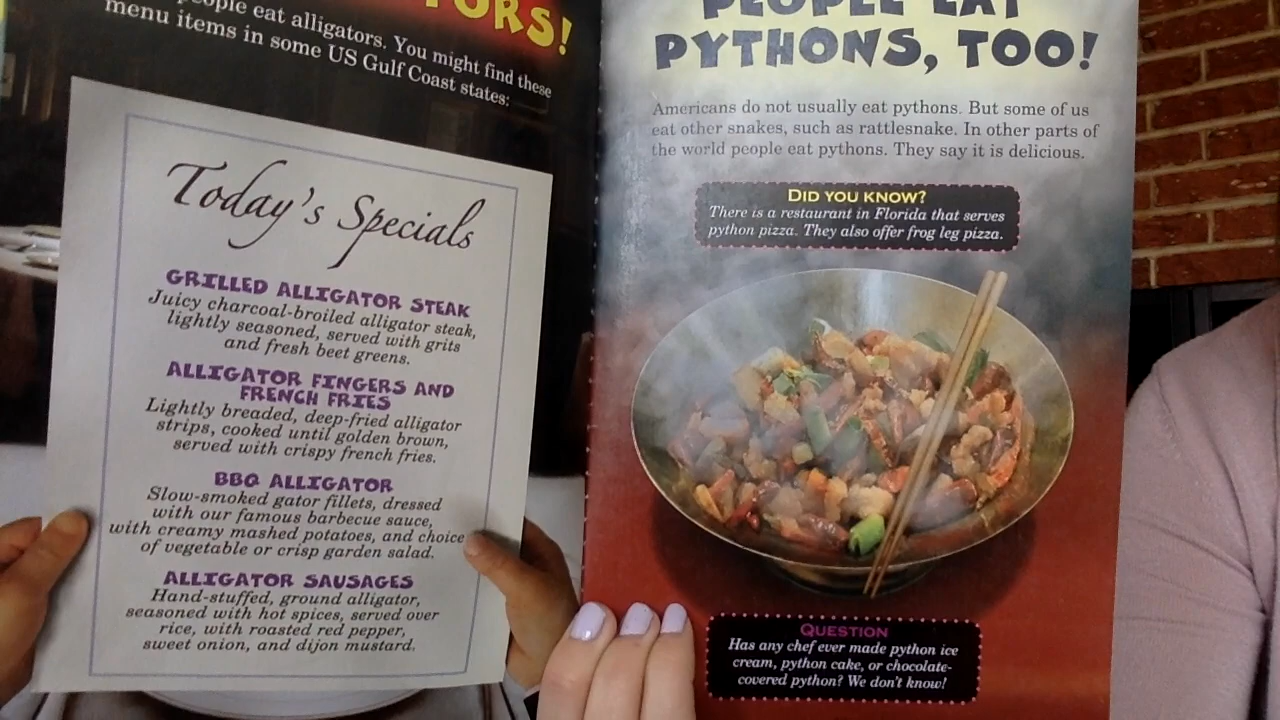 TORS!
people eat alligators. You might find these
menu items in some US Gulf Coast states:
Today's Specials
GRILLED ALLIGATOR STEAK
Juicy charcoal-broiled alligator steak,
lightly seasoned, served with grits
and fresh beet greens.
ALLIGATOR FINGERS AND
FRENCH FRIES
Lightly breaded, deep-fried alligator
strips, cooked until golden brown,
served with crispy french fries.
BBQ ALLIGATOR
Slow-smoked gator fillets, dressed
with our famous barbecue sauce,
with creamy mashed potatoes, and choice
of vegetable or crisp garden salad.
ALLIGATOR SAUSAGES
Hand-stuffed, ground alligator,
seasoned with hot spices, served over
rice, with roasted red pepper,
sweet onion, and dijon mustard.
PEOPLE EAT
PYTHONS, TOO!
Americans do not usually eat pythons. But some of us
eat other snakes, such as rattlesnake. In other parts of
the world people eat pythons. They say it is delicious.
DID YOU KNOW?
There is a restaurant in Florida that serves
python pizza. They also offer frog leg pizza.
QUESTION
Has any chef ever made python ice
cream, python cake, or chocolate-
covered python? We don't know!